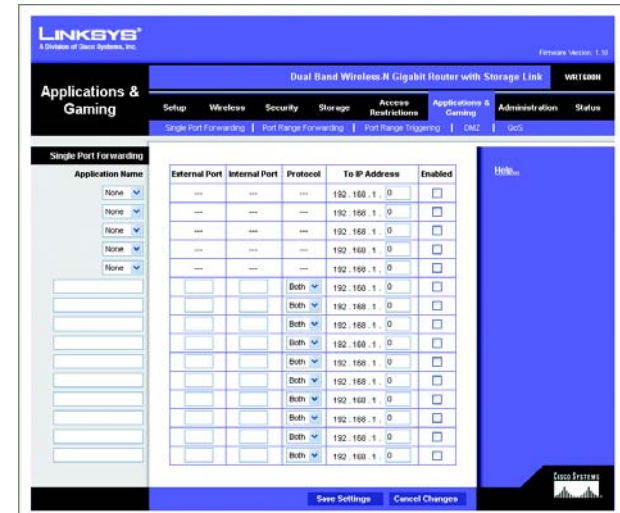 LINKSYS®
A Division of Cisco Systems, Inc.
Firmware Version: 1.10
Dual Band Wireless-N Gigabit Router with Storage Link WRT600N
Applications & Gaming
Setup Wireless Security Storage Access Restrictions Applications & Gaming Administration Status
Single Port Forwarding | Port Range Forwarding | Port Range Triggering | DMZ | QoS
Single Port Forwarding
Help...
Application Name External Port Internal Port Protocol To IP Address Enabled
None --- --- --- 192.168.1. 0
None --- --- --- 192.168.1. 0
None --- --- --- 192.168.1. 0
None --- --- --- 192.168.1. 0
None --- --- --- 192.168.1. 0
Both 192.168.1. 0
Both 192.168.1. 0
Both 192.168.1. 0
Both 192.168.1. 0
Both 192.168.1. 0
Both 192.168.1. 0
Both 192.168.1. 0
Both 192.168.1. 0
Both 192.168.1. 0
Both 192.168.1. 0
Save Settings Cancel Changes
CISCO SYSTEMS